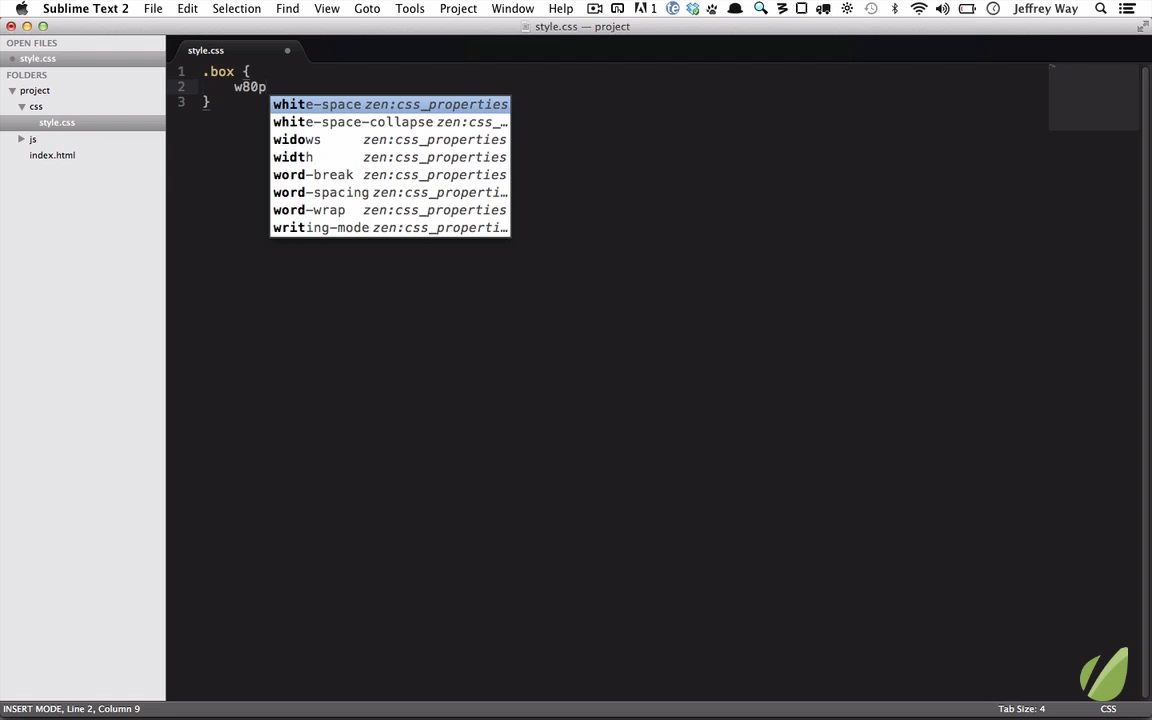 Sublime Text 2 File Edit Selection Find View Goto Tools Project Window Help 1 Jeffrey Way
style.css — project
OPEN FILES
style.css
FOLDERS
project
css
style.css
js
index.html
style.css
1 .box {
2 w80p
3 }
white-space zen:css_properties
white-space-collapse zen:css_…
widows zen:css_properties
width zen:css_properties
word-break zen:css_properties
word-spacing zen:css_properti…
word-wrap zen:css_properties
writing-mode zen:css_properti…
INSERT MODE, Line 2, Column 9 Tab Size: 4 CSS